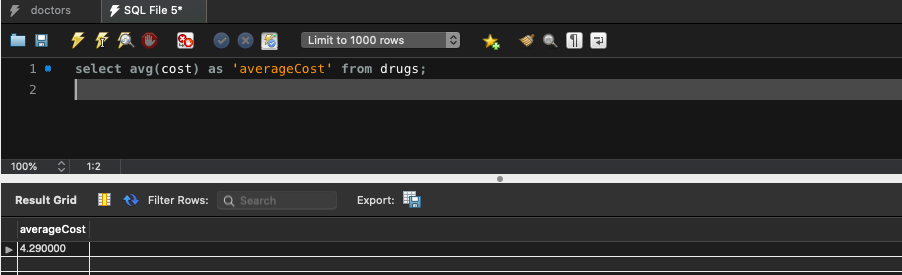 doctors
SQL File 5*
Limit to 1000 rows
1 select avg(cost) as 'averageCost' from drugs;
2
100% 1:2
Result Grid Filter Rows: Search Export:
averageCost
4.290000